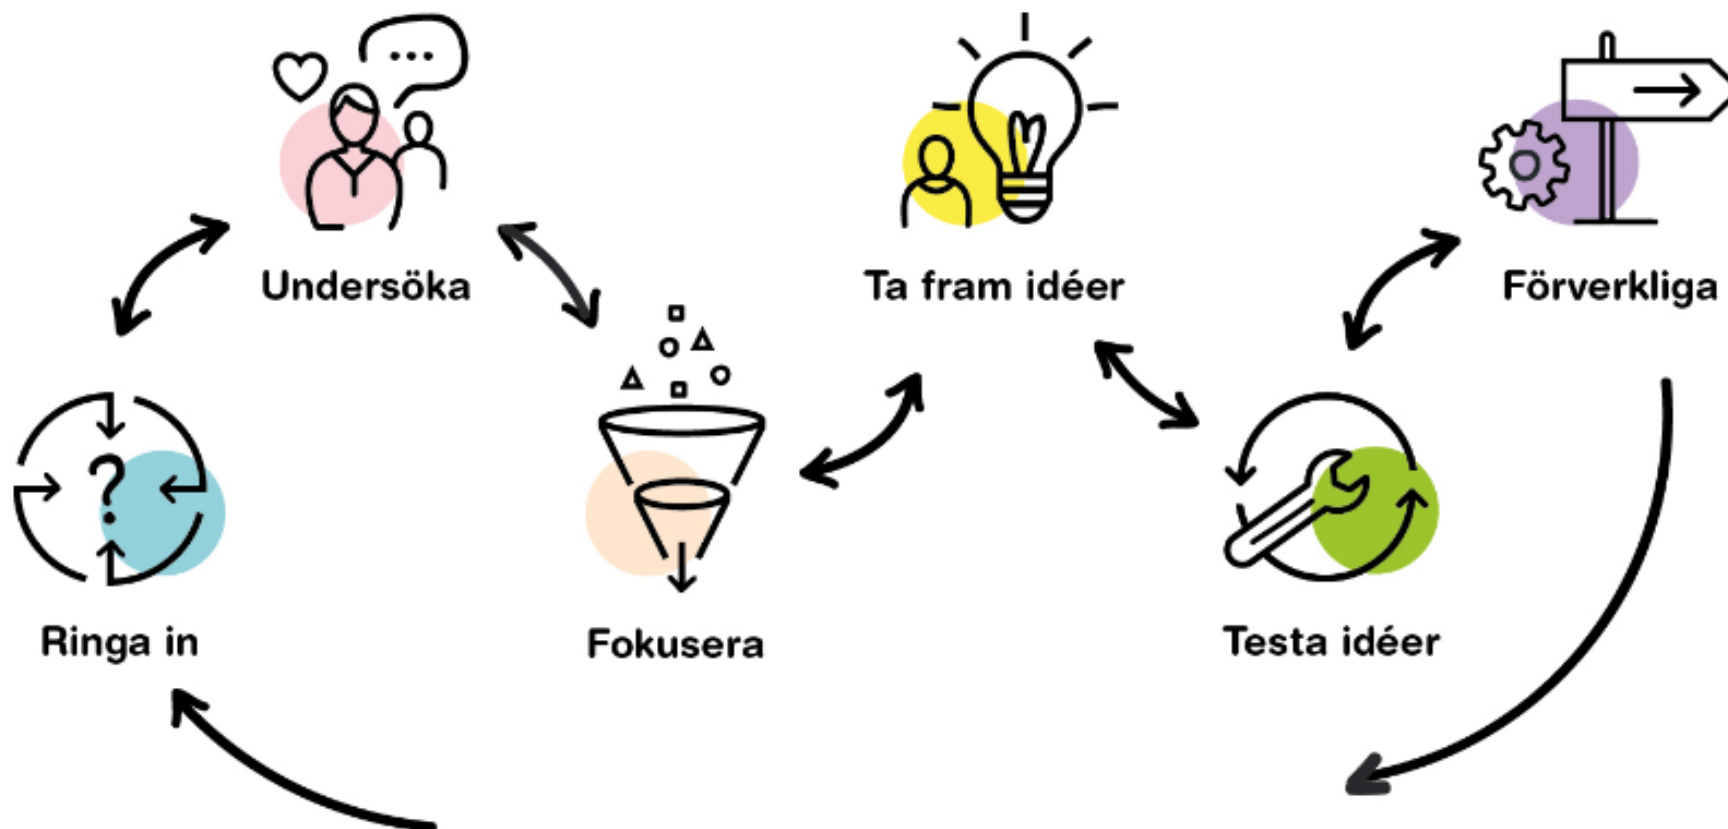 Undersöka
Ta fram idéer
Förverkliga
?
Ringa in
Fokusera
Testa idéer